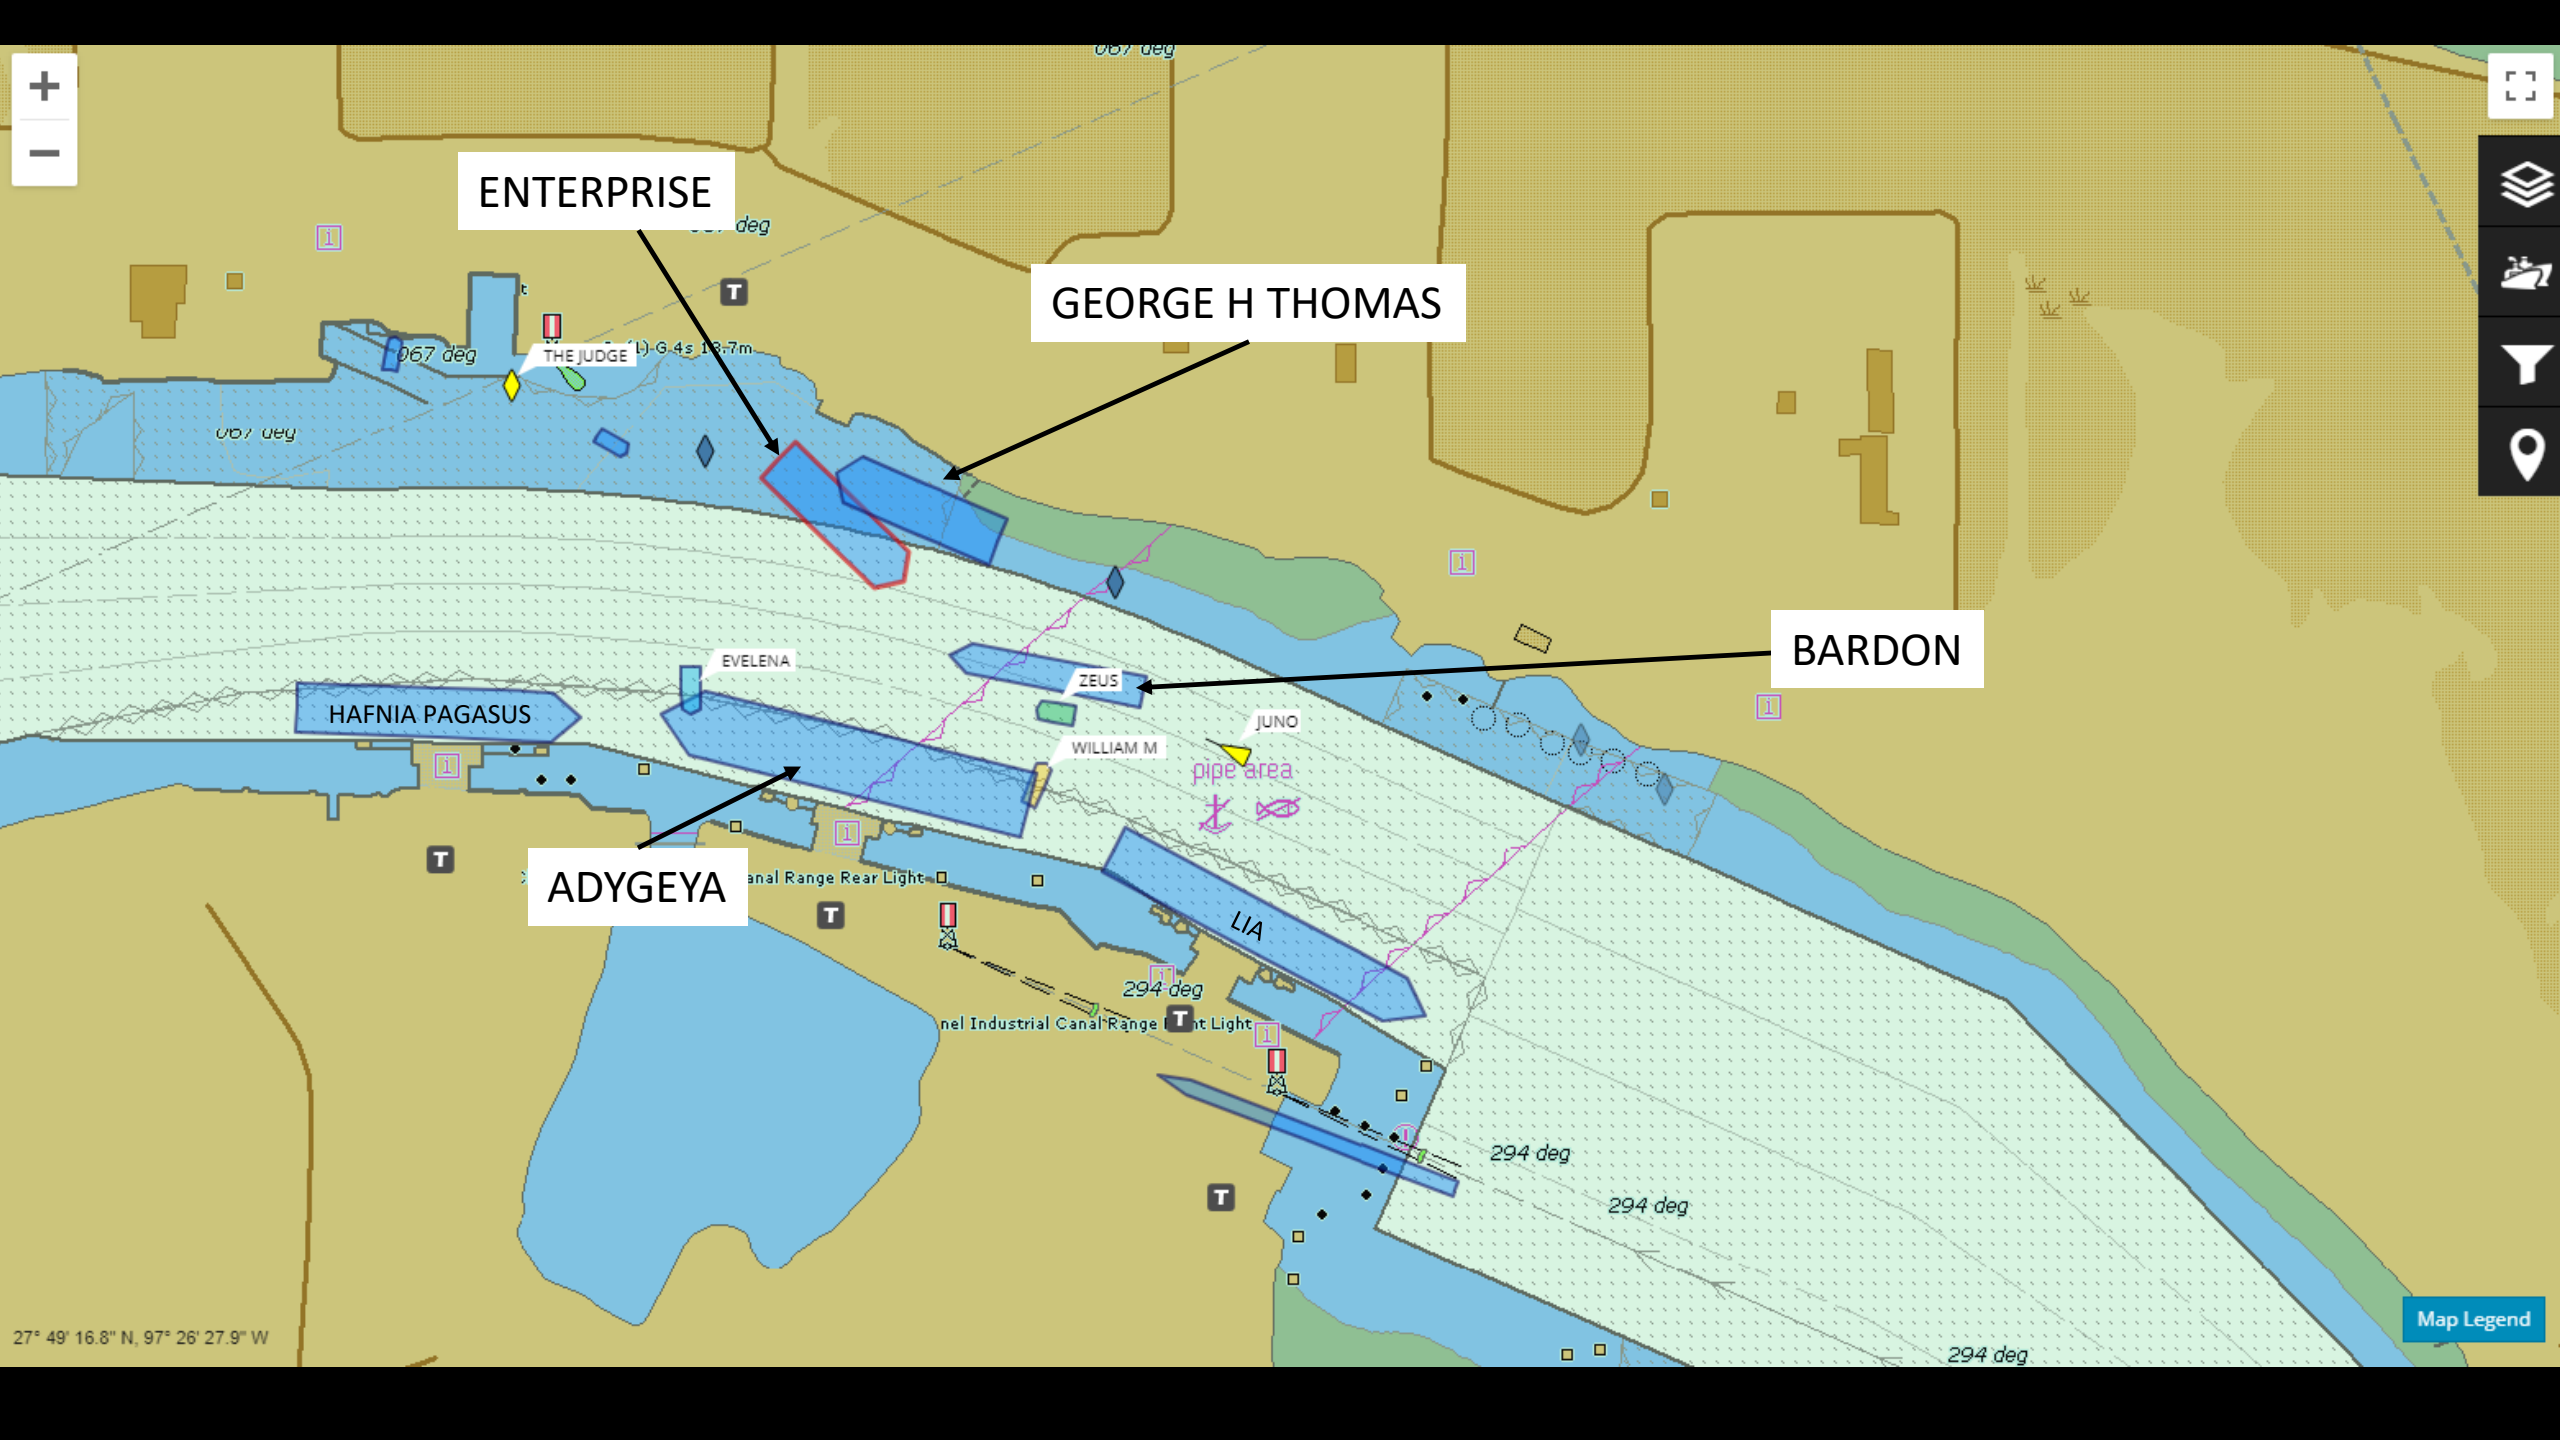 067 deg
ENTERPRISE
deg
GEORGE H THOMAS
T
THE JUDGE
067 deg
067 deg
BARDON
EVELENA
ZEUS
HAFNIA PAGASUS
JUNO
WILLIAM M
pipe area
T
ADYGEYA
anal Range Rear Light
T
LIA
294 deg
nel Industrial Canal Range
T
nt Light
294 deg
T
294 deg
Map Legend
27° 49' 16.8" N, 97° 26' 27.9" W
294 deg